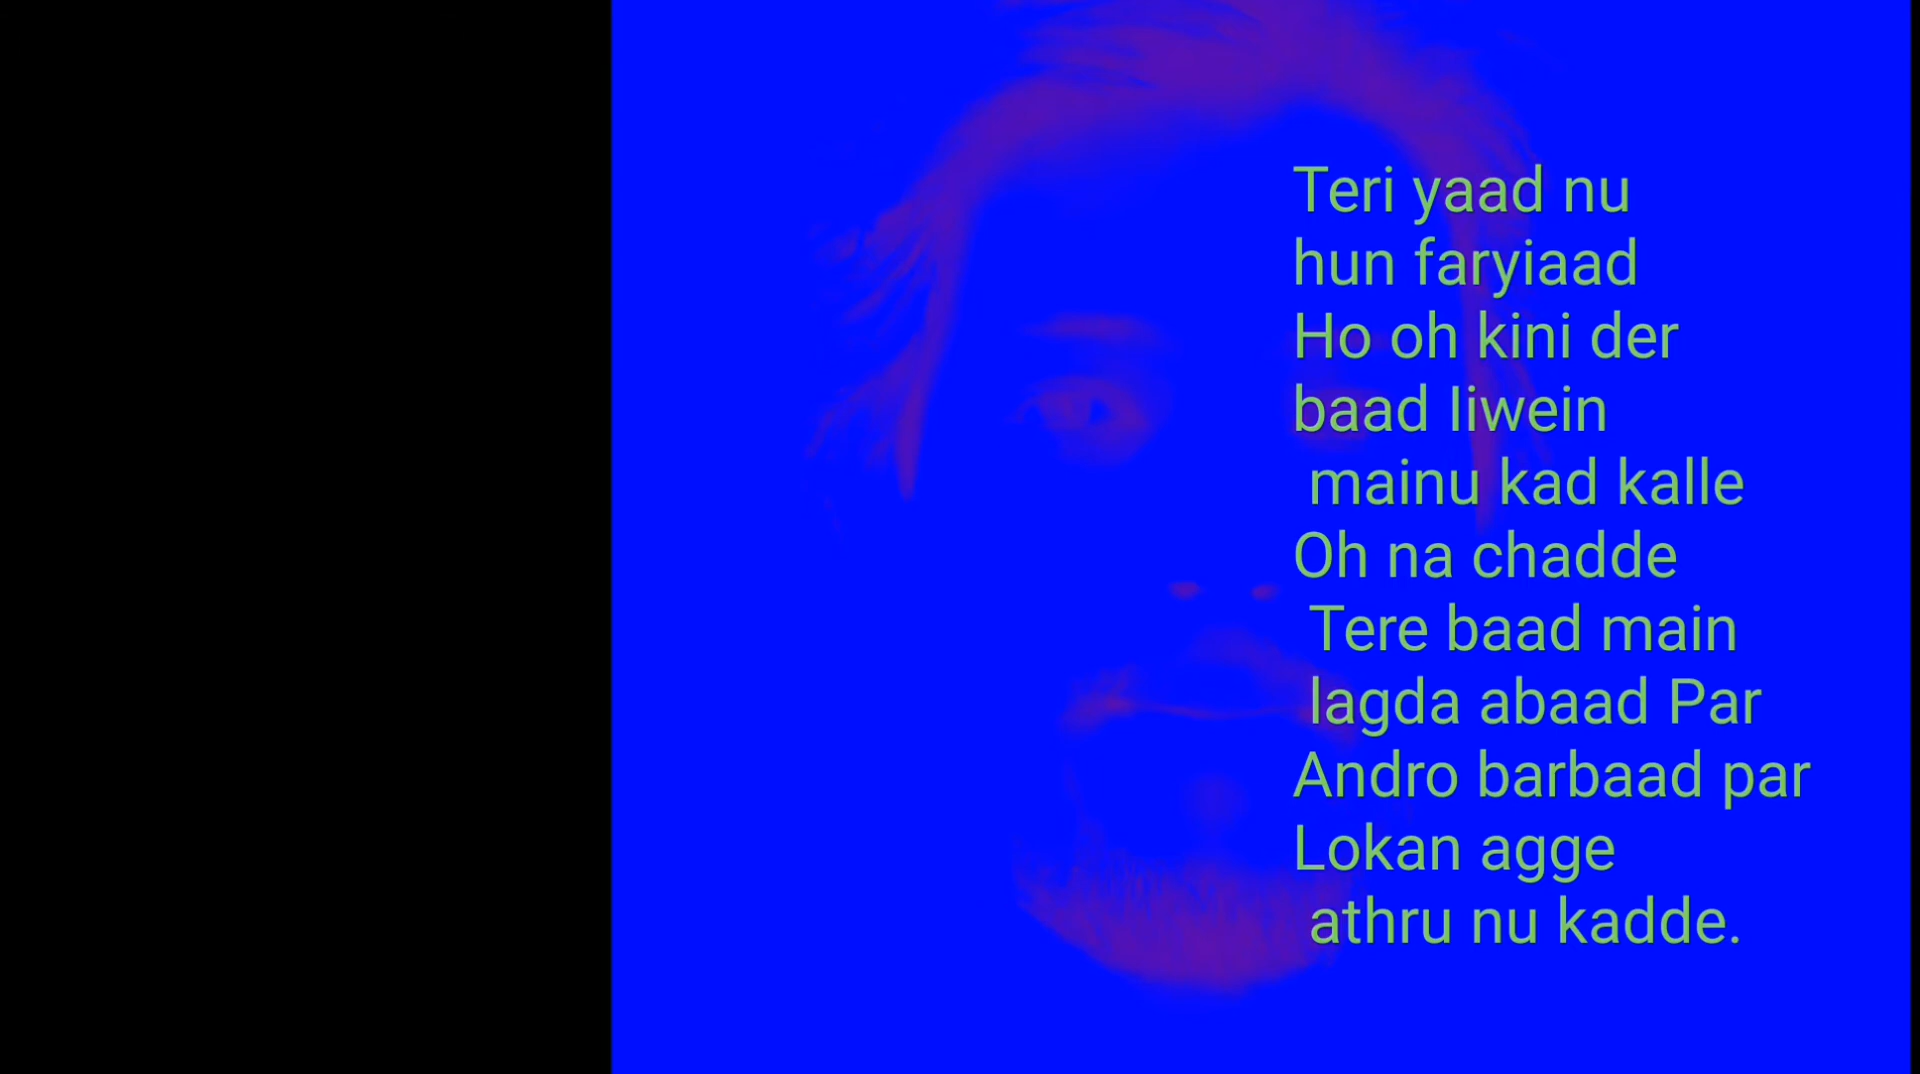 Teri yaad nu
hun faryiaad
Ho oh kini der
baad Iiwein
mainu kad kalle
Oh na chadde
Tere baad main
lagda abaad Par
Andro barbaad par
Lokan agge
athru nu kadde.